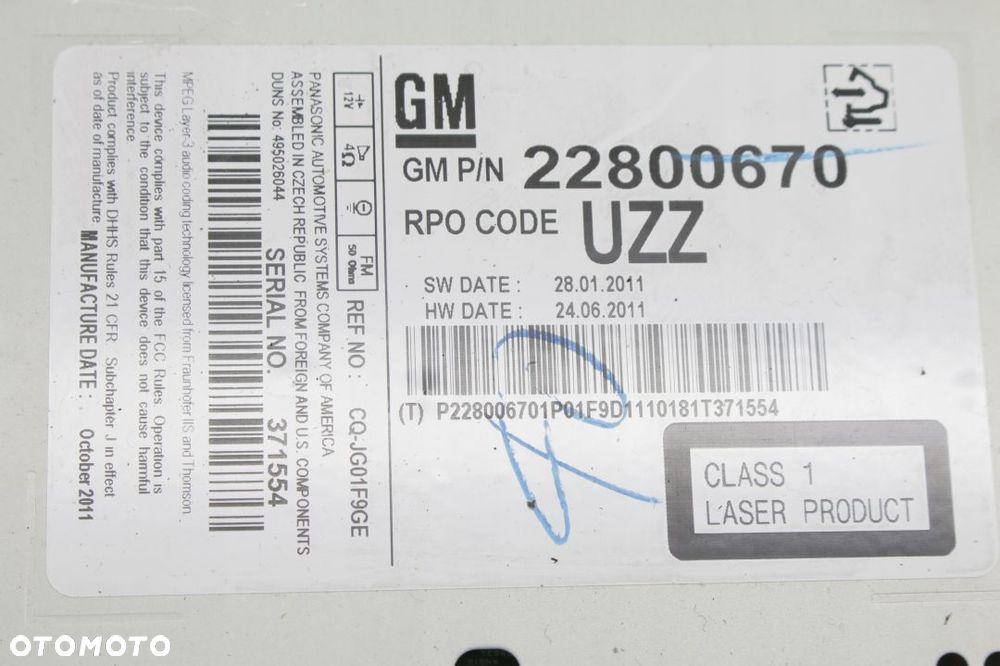 GM
GM P/N 22800670
RPO CODE UZZ
SW DATE : 28.01.2011
HW DATE : 24.06.2011
(T) P228006701P01F9D1110181T371554
CLASS 1
LASER PRODUCT
12V
4Ω
FM
50 Ohms
REF NO : CQ-JG01F9GE
PANASONIC AUTOMOTIVE SYSTEMS COMPANY OF AMERICA
ASSEMBLED IN CZECH REPUBLIC FROM FOREIGN AND U.S. COMPONENTS
DUNS No: 495026044
SERIAL NO. 371554
MPEG Layer-3 audio coding technology licensed from Fraunhofer IIS and Thomson.
This device complies with part 15 of the FCC Rules. Operation is
subject to the condition that this device does not cause harmful
interference
Product complies with DHHS Rules 21 CFR Subchapter J in effect
as of date of manufacture MANUFACTURE DATE : October 2011
OTOMOTO